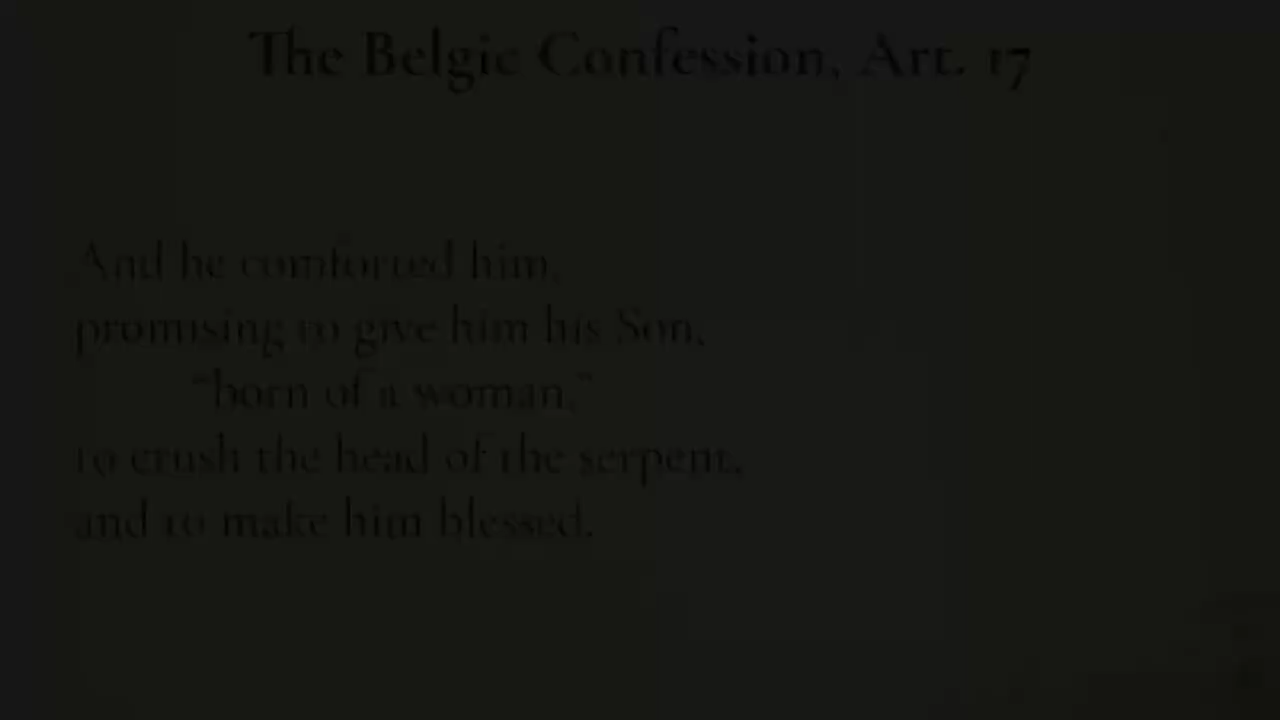 The Belgic Confession, Art. 17
And he comforted him,
promising to give him his Son,
“born of a woman,”
to crush the head of the serpent,
and to make him blessed.